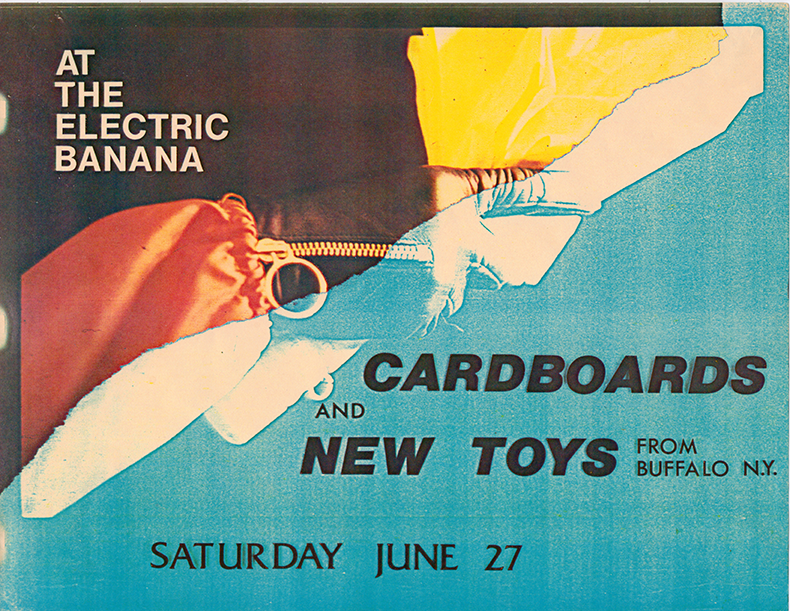 AT
THE
ELECTRIC
BANANA
CARDBOARDS
AND
NEW TOYS FROM
BUFFALO N.Y.
SATURDAY JUNE 27